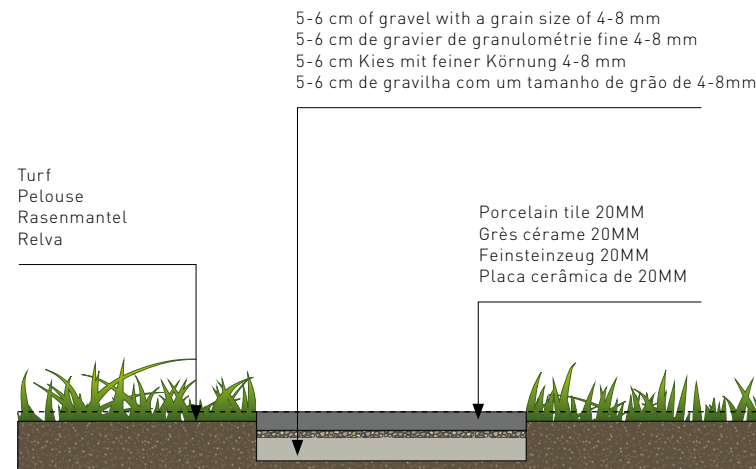 5-6 cm of gravel with a grain size of 4-8 mm
5-6 cm de gravier de granulométrie fine 4-8 mm
5-6 cm Kies mit feiner Körnung 4-8 mm
5-6 cm de gravilha com um tamanho de grão de 4-8mm
Turf
Pelouse
Rasenmantel
Relva
Porcelain tile 20MM
Grès cérame 20MM
Feinsteinzeug 20MM
Placa cerâmica de 20MM